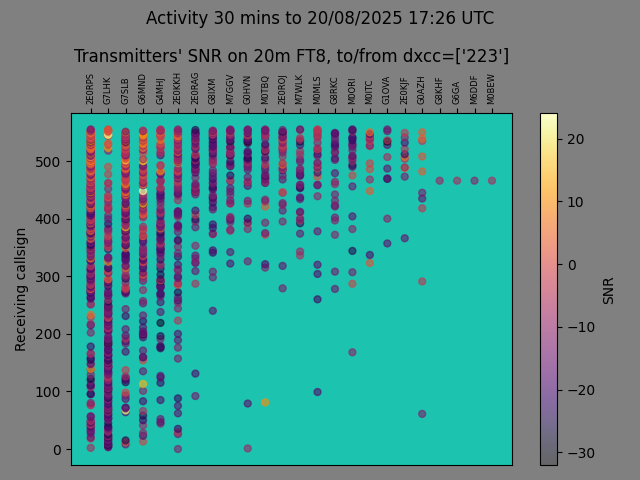 Activity 30 mins to 20/08/2025 17:26 UTC
Transmitters' SNR on 20m FT8, to/from dxcc=['223']
2E0RPS G7LHK G7SLB G6MND G4MHJ 2E0KKH 2E0RAG G8IXM M7GGV G0HVN M0TBQ 2E0ROJ M7WLK M0MLS G8RKC M0ORI M0ITC G1OVA 2E0KJF G0AZH G8KHF G6GA M6DDF M0BEW
Receiving callsign
500
400
300
200
100
0
20
10
0
−10
−20
−30
SNR